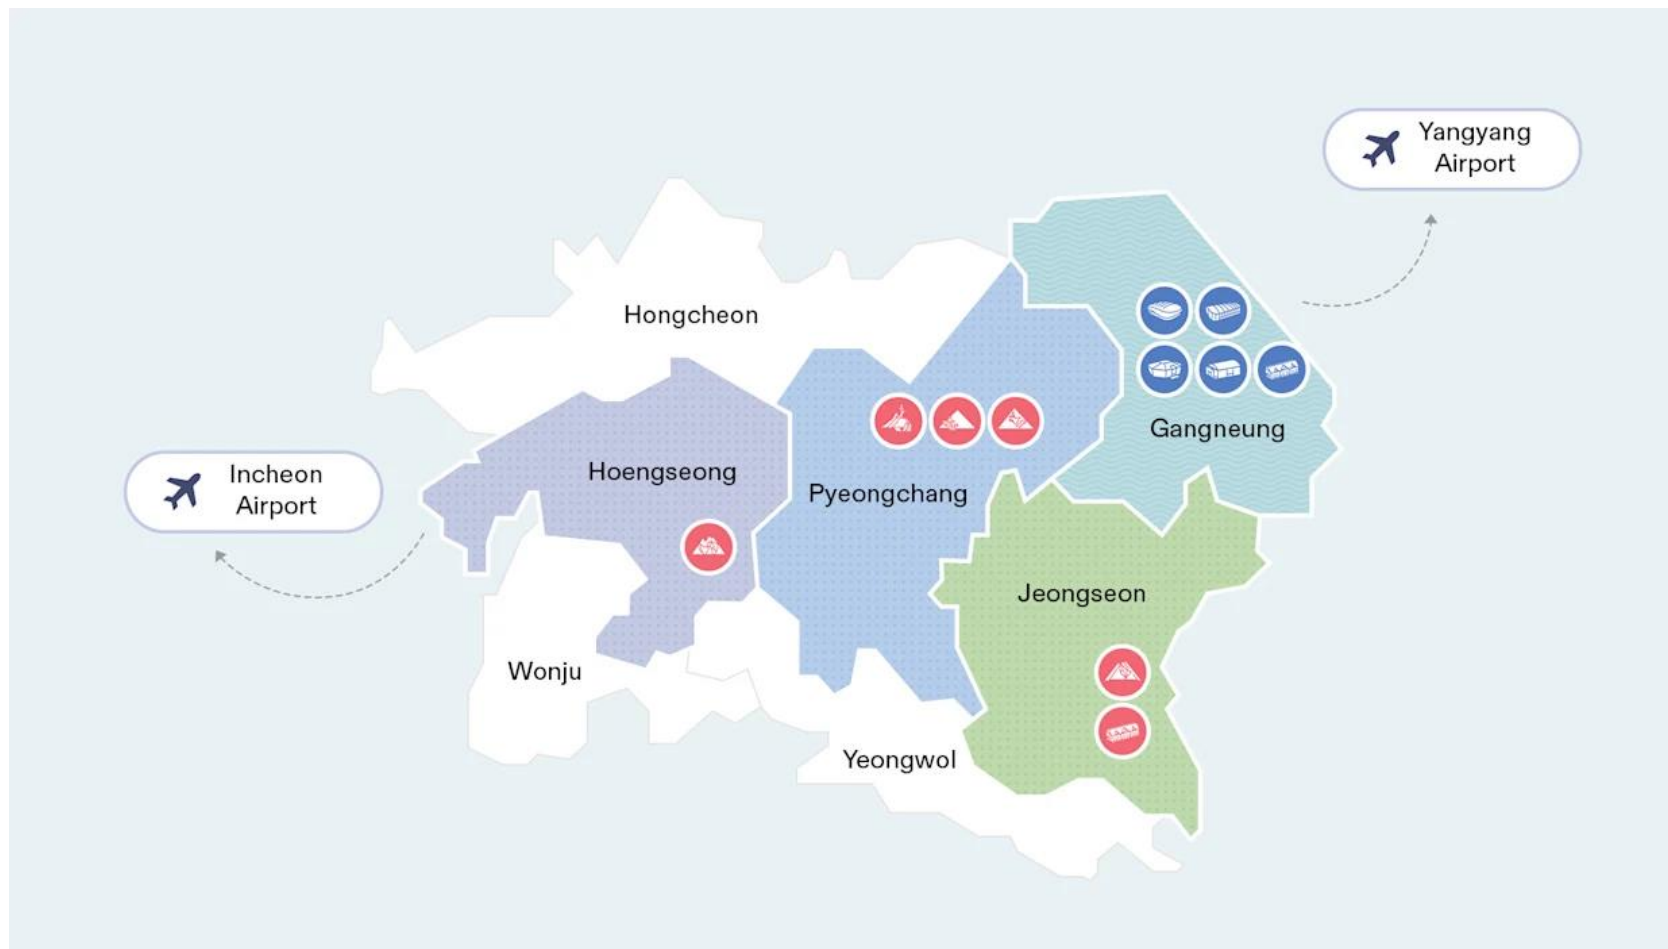 Yangyang
Airport
Hongcheon
Gangneung
Hoengseong
Incheon
Airport
Pyeongchang
Jeongseon
Wonju
Yeongwol